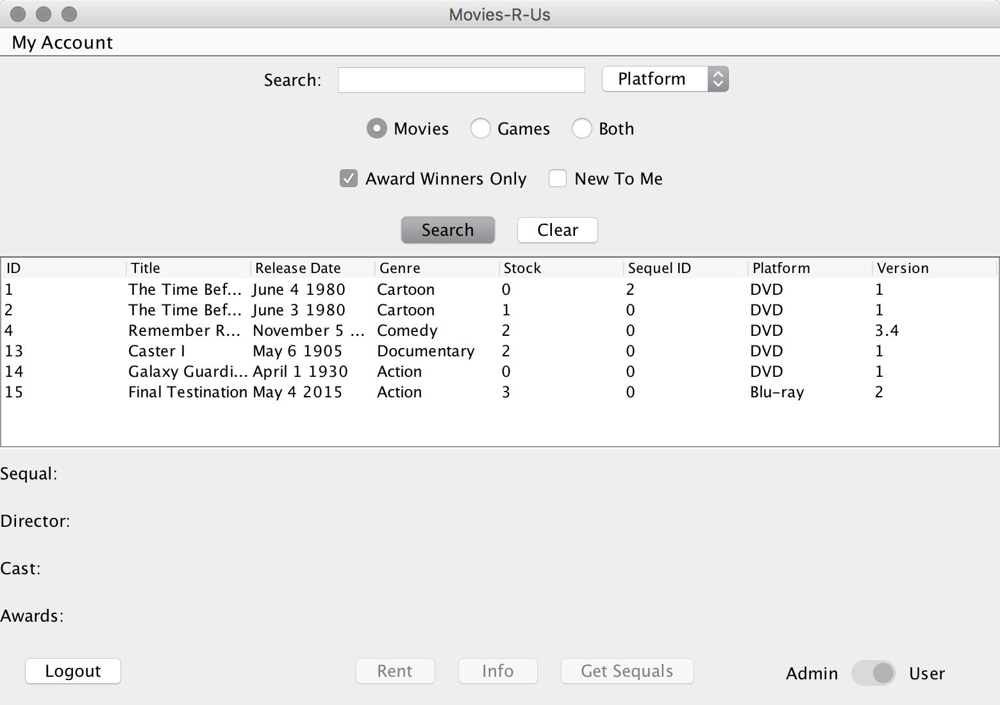 Movies-R-Us
My Account
Search: Platform
Movies Games Both
Award Winners Only New To Me
Search Clear
ID Title Release Date Genre Stock Sequel ID Platform Version
1 The Time Bef... June 4 1980 Cartoon 0 2 DVD 1
2 The Time Bef... June 3 1980 Cartoon 1 0 DVD 1
4 Remember R... November 5 ... Comedy 2 0 DVD 3.4
13 Caster I May 6 1905 Documentary 2 0 DVD 1
14 Galaxy Guardi... April 1 1930 Action 0 0 DVD 1
15 Final Testination May 4 2015 Action 3 0 Blu-ray 2
Sequal:
Director:
Cast:
Awards:
Logout Rent Info Get Sequals Admin User